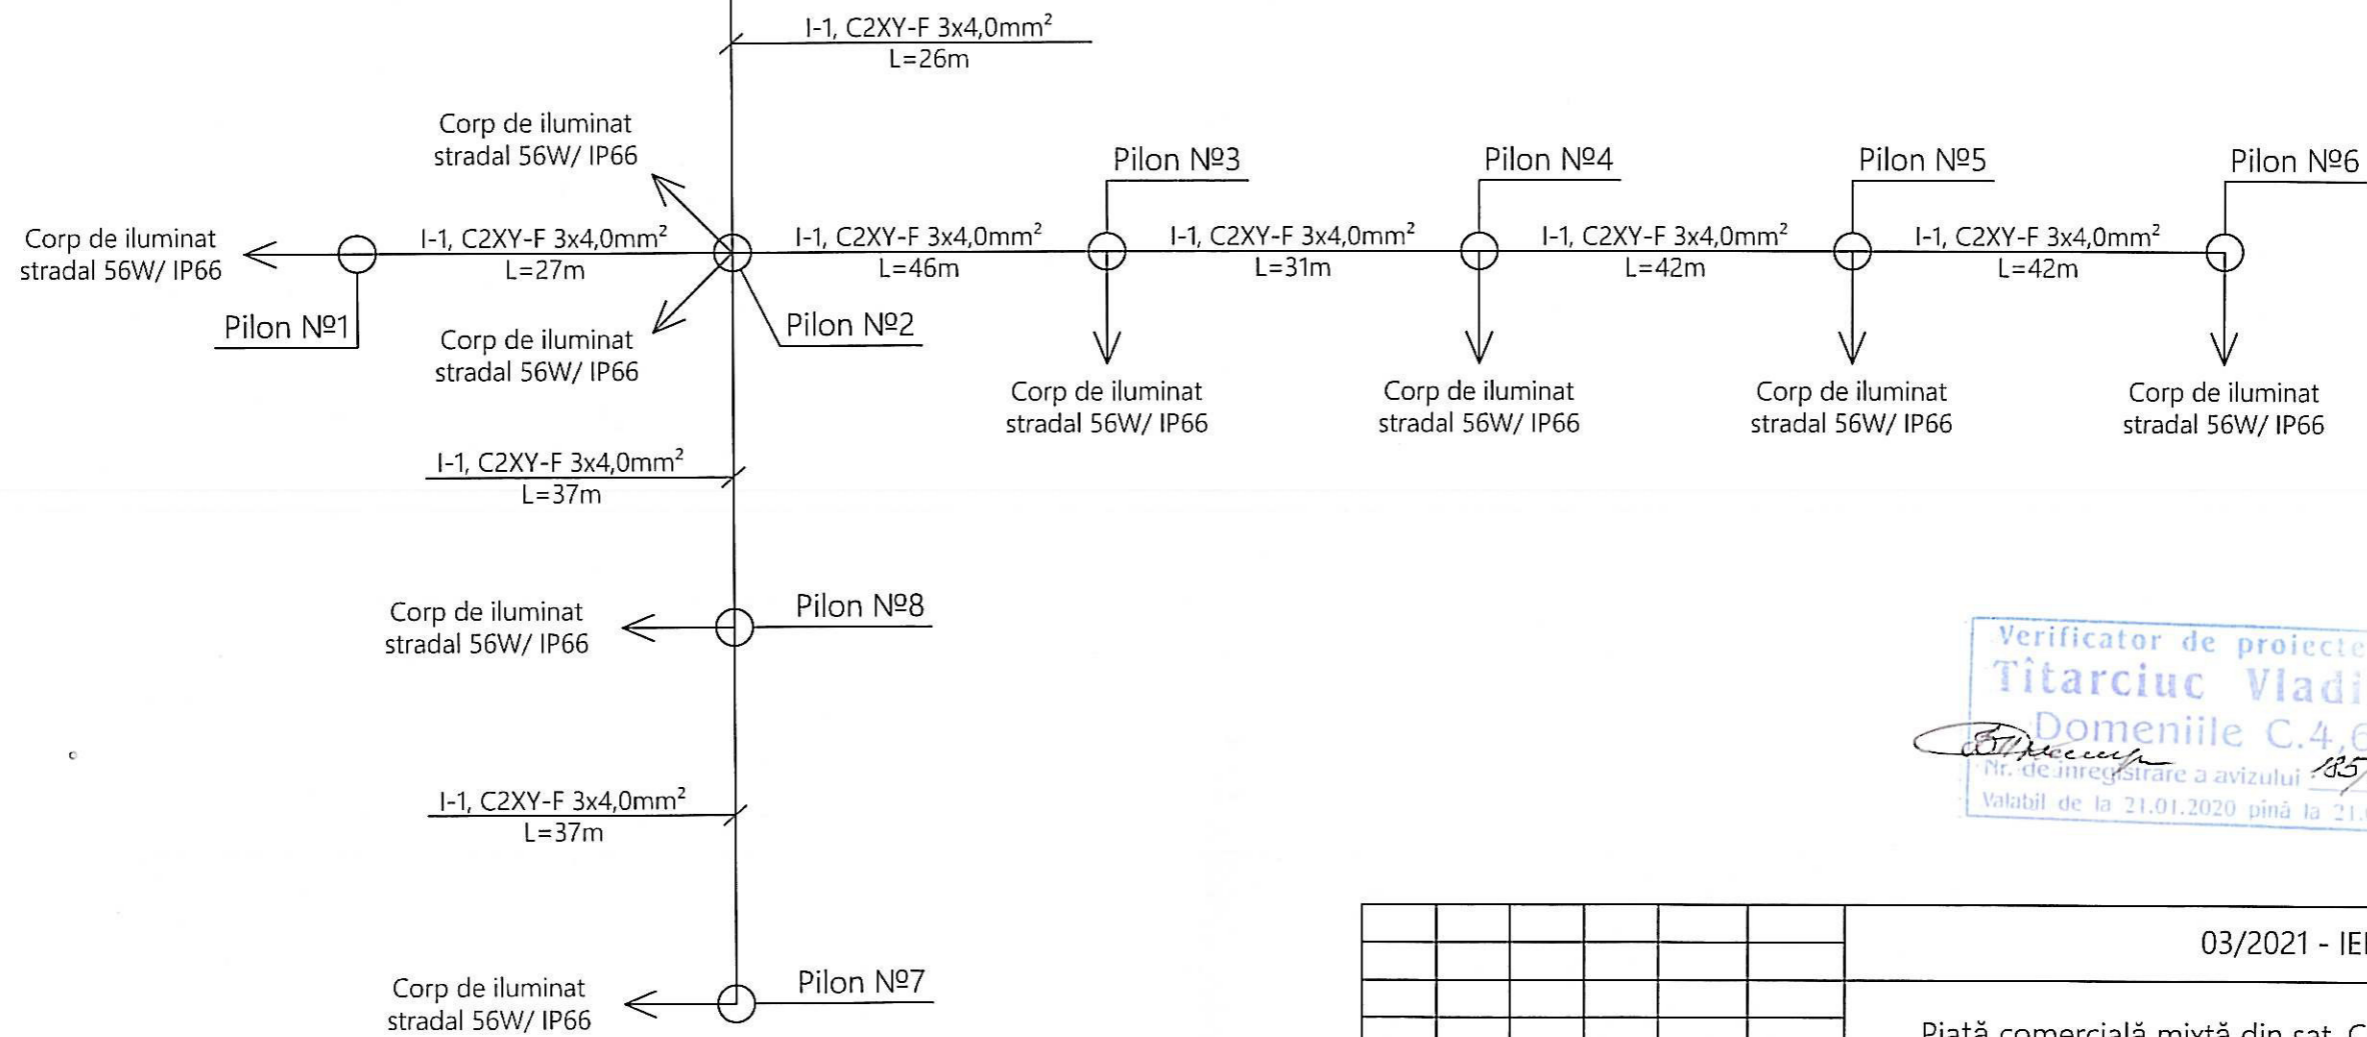 I-1, C2XY-F 3x4,0mm²
L=26m
Corp de iluminat
stradal 56W/ IP66
Pilon №3
Pilon №4
Pilon №5
Pilon №6
Corp de iluminat
stradal 56W/ IP66
I-1, C2XY-F 3x4,0mm²
L=27m
I-1, C2XY-F 3x4,0mm²
L=46m
I-1, C2XY-F 3x4,0mm²
L=31m
I-1, C2XY-F 3x4,0mm²
L=42m
I-1, C2XY-F 3x4,0mm²
L=42m
Pilon №1
Corp de iluminat
stradal 56W/ IP66
Pilon №2
Corp de iluminat
stradal 56W/ IP66
Corp de iluminat
stradal 56W/ IP66
Corp de iluminat
stradal 56W/ IP66
Corp de iluminat
stradal 56W/ IP66
I-1, C2XY-F 3x4,0mm²
L=37m
Corp de iluminat
stradal 56W/ IP66
Pilon №8
Verificator de proiecte
Tîtarciuc Vladi
Domeniile C.4,6
Nr. de înregistrare a avizului 185
Valabil de la 21.01.2020 pînă la 21.
I-1, C2XY-F 3x4,0mm²
L=37m
Corp de iluminat
stradal 56W/ IP66
Pilon №7
03/2021 - IE
Piață comercială mixtă din sat. C